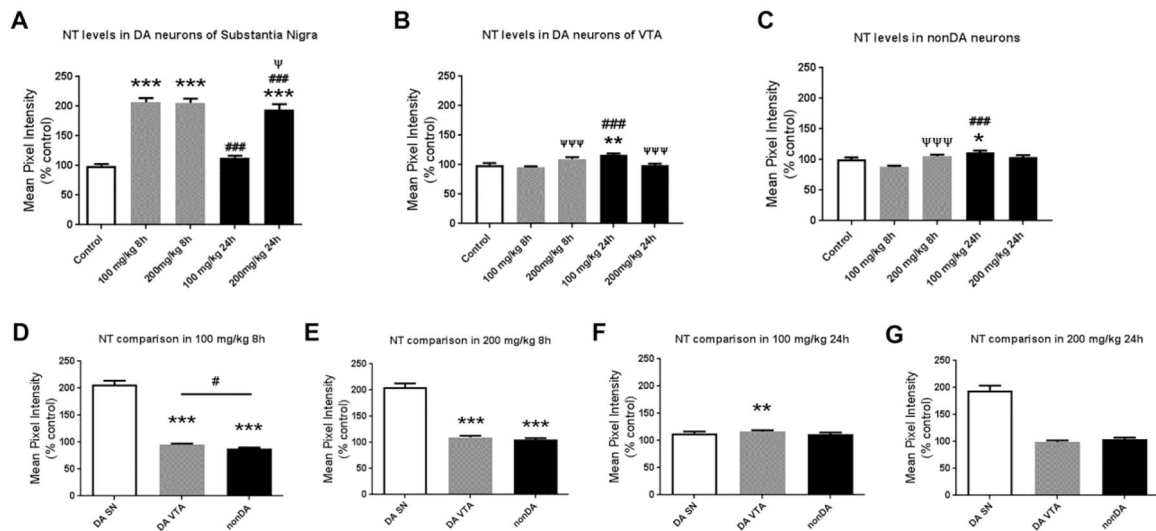 A
NT levels in DA neurons of Substantia Nigra
Mean Pixel Intensity
(% control)
250
200
150
100
50
0
***
***
###
ψ
###
***
Control
100 mg/kg 8h
200mg/kg 8h
100 mg/kg 24h
200mg/kg 24h
B
NT levels in DA neurons of VTA
Mean Pixel Intensity
(% control)
250
200
150
100
50
0
ψψψ
###
**
ψψψ
Control
100 mg/kg 8h
200mg/kg 8h
100 mg/kg 24h
200mg/kg 24h
C
NT levels in nonDA neurons
Mean Pixel Intensity
(% control)
250
200
150
100
50
0
ψψψ
###
*
Control
100 mg/kg 8h
200 mg/kg 8h
100 mg/kg 24h
200 mg/kg 24h
D
NT comparison in 100 mg/kg 8h
Mean Pixel Intensity
(% control)
250
200
150
100
50
0
#
***
***
DA SN
DA VTA
nonDA
E
NT comparison in 200 mg/kg 8h
Mean Pixel Intensity
(% control)
250
200
150
100
50
0
***
***
DA SN
DA VTA
nonDA
F
NT comparison in 100 mg/kg 24h
Mean Pixel Intensity
(% control)
250
200
150
100
50
0
**
DA SN
DA VTA
nonDA
G
NT comparison in 200 mg/kg 24h
Mean Pixel Intensity
(% control)
250
200
150
100
50
0
DA SN
DA VTA
nonDA